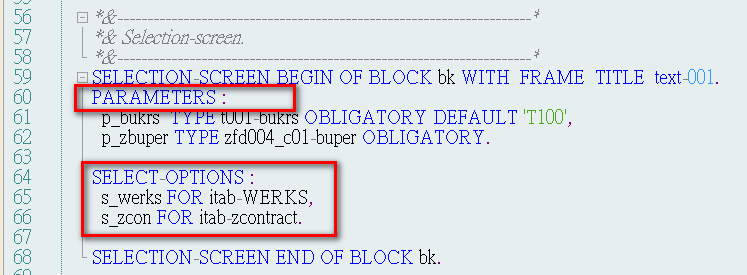 56 *&---------------------------------------------------------------------*
57 *& Selection-screen.
58 *&---------------------------------------------------------------------*
59 SELECTION-SCREEN BEGIN OF BLOCK bk WITH FRAME TITLE text-001.
60 PARAMETERS :
61 p_bukrs TYPE t001-bukrs OBLIGATORY DEFAULT 'T100',
62 p_zbuper TYPE zfd004_c01-buper OBLIGATORY.
63
64 SELECT-OPTIONS :
65 s_werks FOR itab-WERKS,
66 s_zcon FOR itab-zcontract.
67
68 SELECTION-SCREEN END OF BLOCK bk.